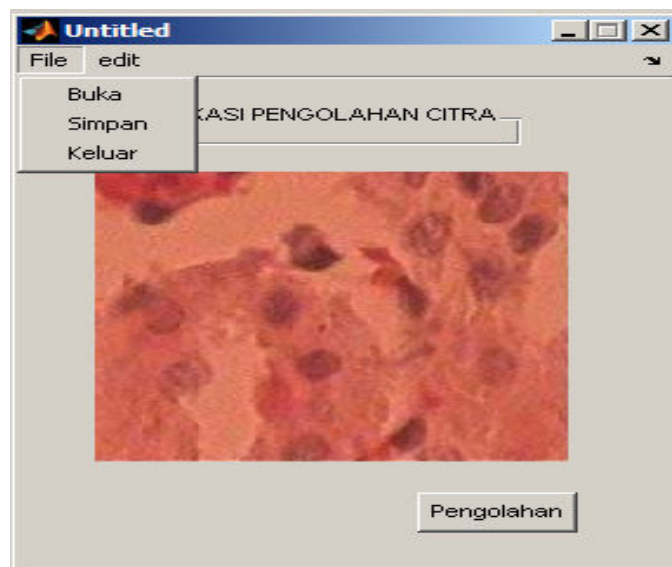 Untitled
File edit
Buka
Simpan
Keluar
KASI PENGOLAHAN CITRA
Pengolahan